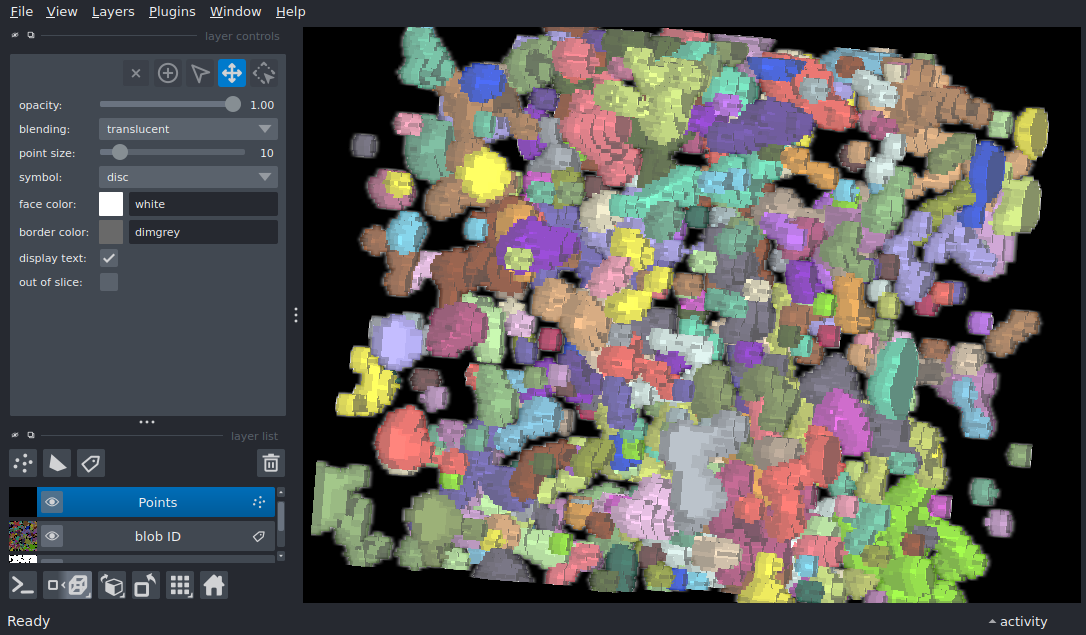 File View Layers Plugins Window Help
layer controls
opacity: 1.00
blending: translucent
point size: 10
symbol: disc
face color: white
border color: dimgrey
display text:
out of slice:
layer list
Points
blob ID
Ready
activity